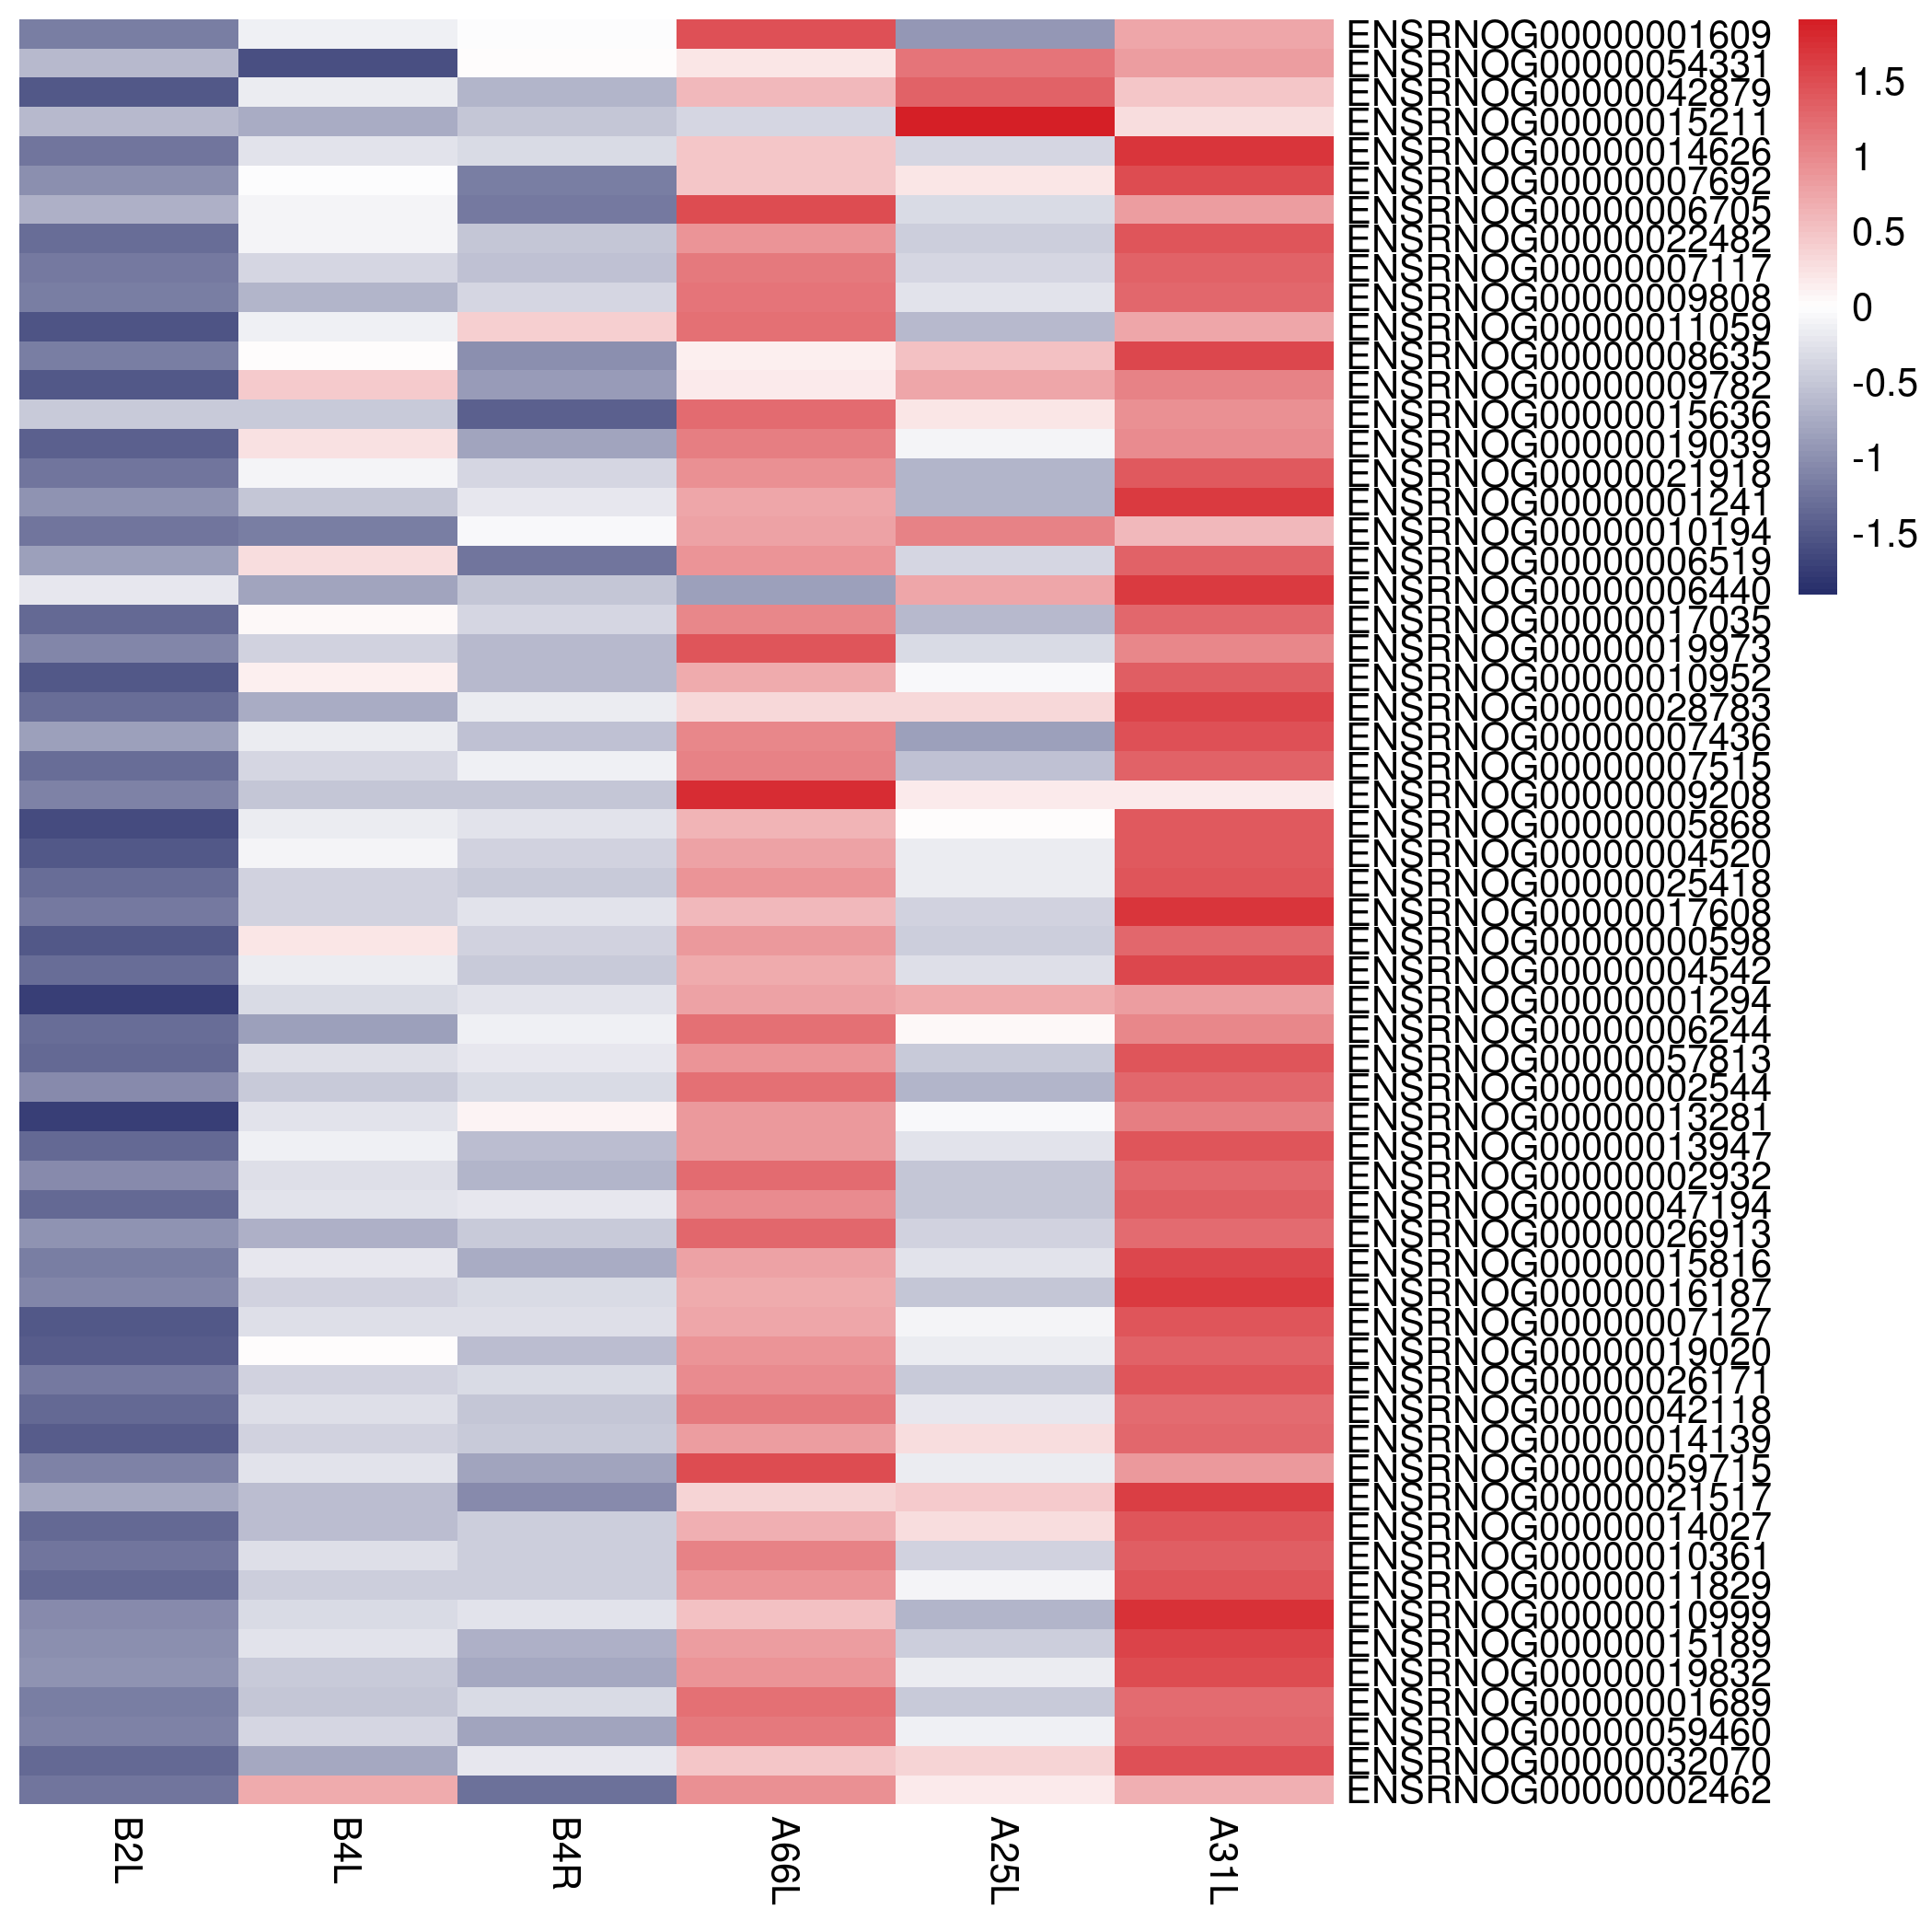 ENSRNOG00000001609
ENSRNOG00000054331
ENSRNOG00000042879
ENSRNOG00000015211
ENSRNOG00000014626
ENSRNOG00000007692
ENSRNOG00000006705
ENSRNOG00000022482
ENSRNOG00000007117
ENSRNOG00000009808
ENSRNOG00000011059
ENSRNOG00000008635
ENSRNOG00000009782
ENSRNOG00000015636
ENSRNOG00000019039
ENSRNOG00000021918
ENSRNOG00000001241
ENSRNOG00000010194
ENSRNOG00000006519
ENSRNOG00000006440
ENSRNOG00000017035
ENSRNOG00000019973
ENSRNOG00000010952
ENSRNOG00000028783
ENSRNOG00000007436
ENSRNOG00000007515
ENSRNOG00000009208
ENSRNOG00000005868
ENSRNOG00000004520
ENSRNOG00000025418
ENSRNOG00000017608
ENSRNOG00000000598
ENSRNOG00000004542
ENSRNOG00000001294
ENSRNOG00000006244
ENSRNOG00000057813
ENSRNOG00000002544
ENSRNOG00000013281
ENSRNOG00000013947
ENSRNOG00000002932
ENSRNOG00000047194
ENSRNOG00000026913
ENSRNOG00000015816
ENSRNOG00000016187
ENSRNOG00000007127
ENSRNOG00000019020
ENSRNOG00000026171
ENSRNOG00000042118
ENSRNOG00000014139
ENSRNOG00000059715
ENSRNOG00000021517
ENSRNOG00000014027
ENSRNOG00000010361
ENSRNOG00000011829
ENSRNOG00000010999
ENSRNOG00000015189
ENSRNOG00000019832
ENSRNOG00000001689
ENSRNOG00000059460
ENSRNOG00000032070
ENSRNOG00000002462
1.5
1
0.5
0
-0.5
-1
-1.5
B2L
B4L
B4R
A66L
A25L
A31L